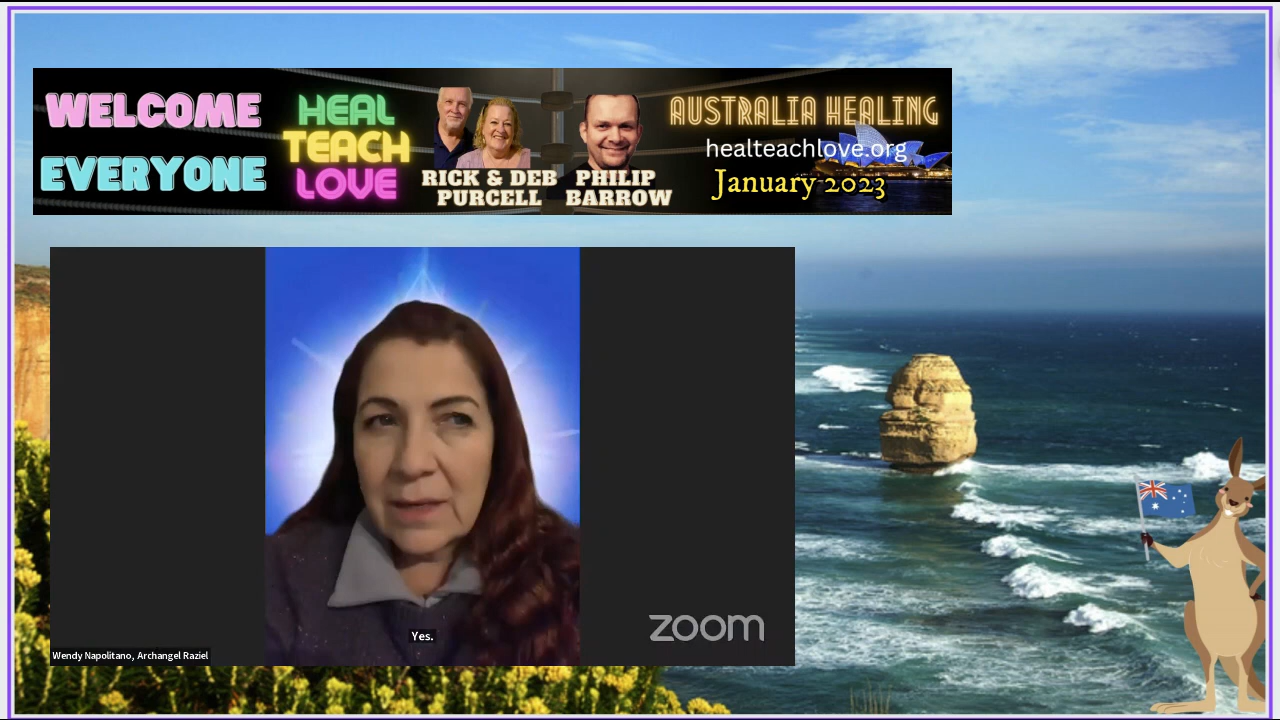 WELCOME
EVERYONE
HEAL
TEACH
LOVE
RICK & DEB
PURCELL
PHILIP
BARROW
AUSTRALIA HEALING
healteachlove.org
January 2023
Yes.
zoom
Wendy Napolitano, Archangel Raziel